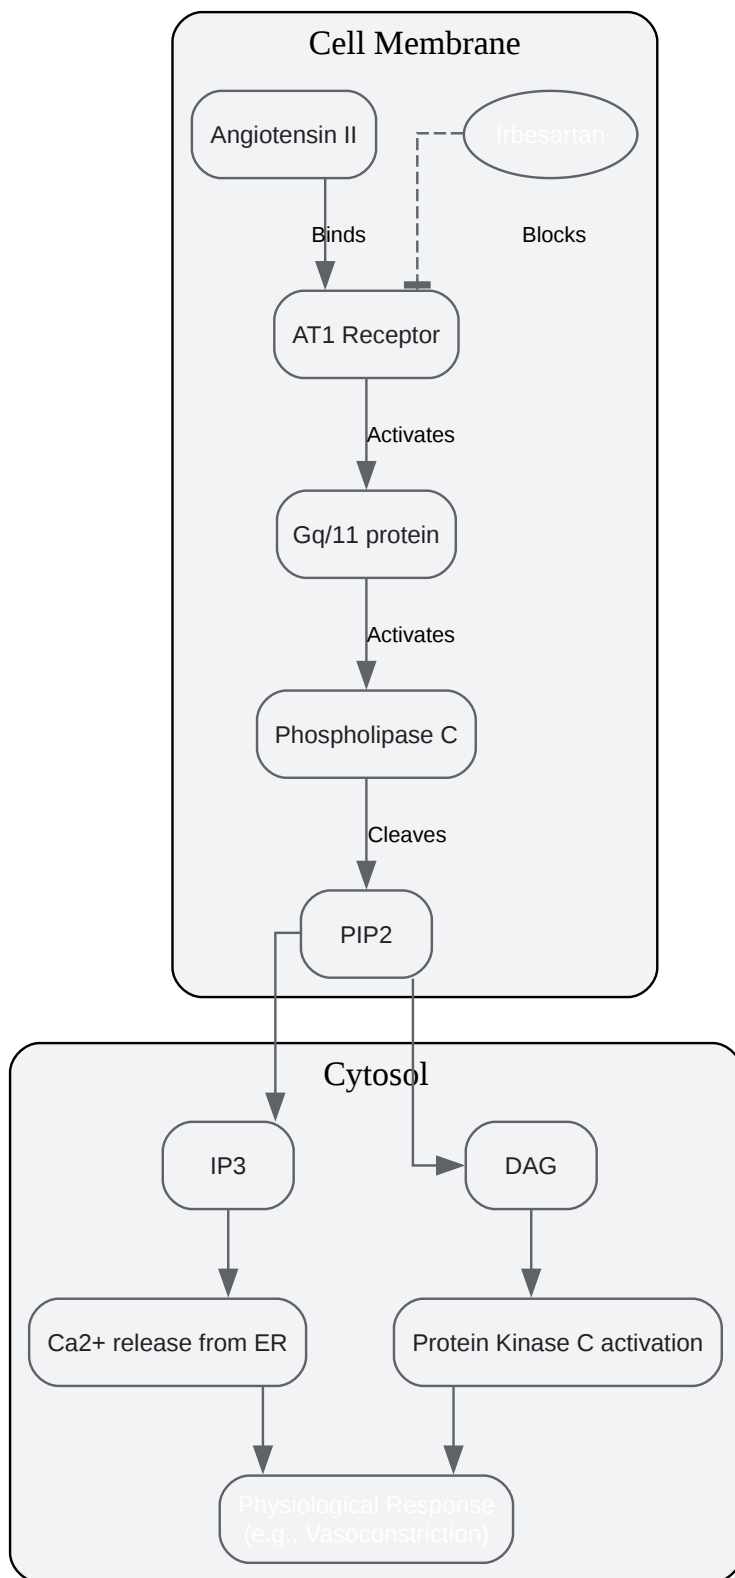 Cell Membrane
Angiotensin II
Irbesartan
Binds
Blocks
AT1 Receptor
Activates
Gq/11 protein
Activates
Phospholipase C
Cleaves
PIP2
Cytosol
IP3
DAG
Ca2+ release from ER
Protein Kinase C activation
Physiological Response
(e.g., Vasoconstriction)